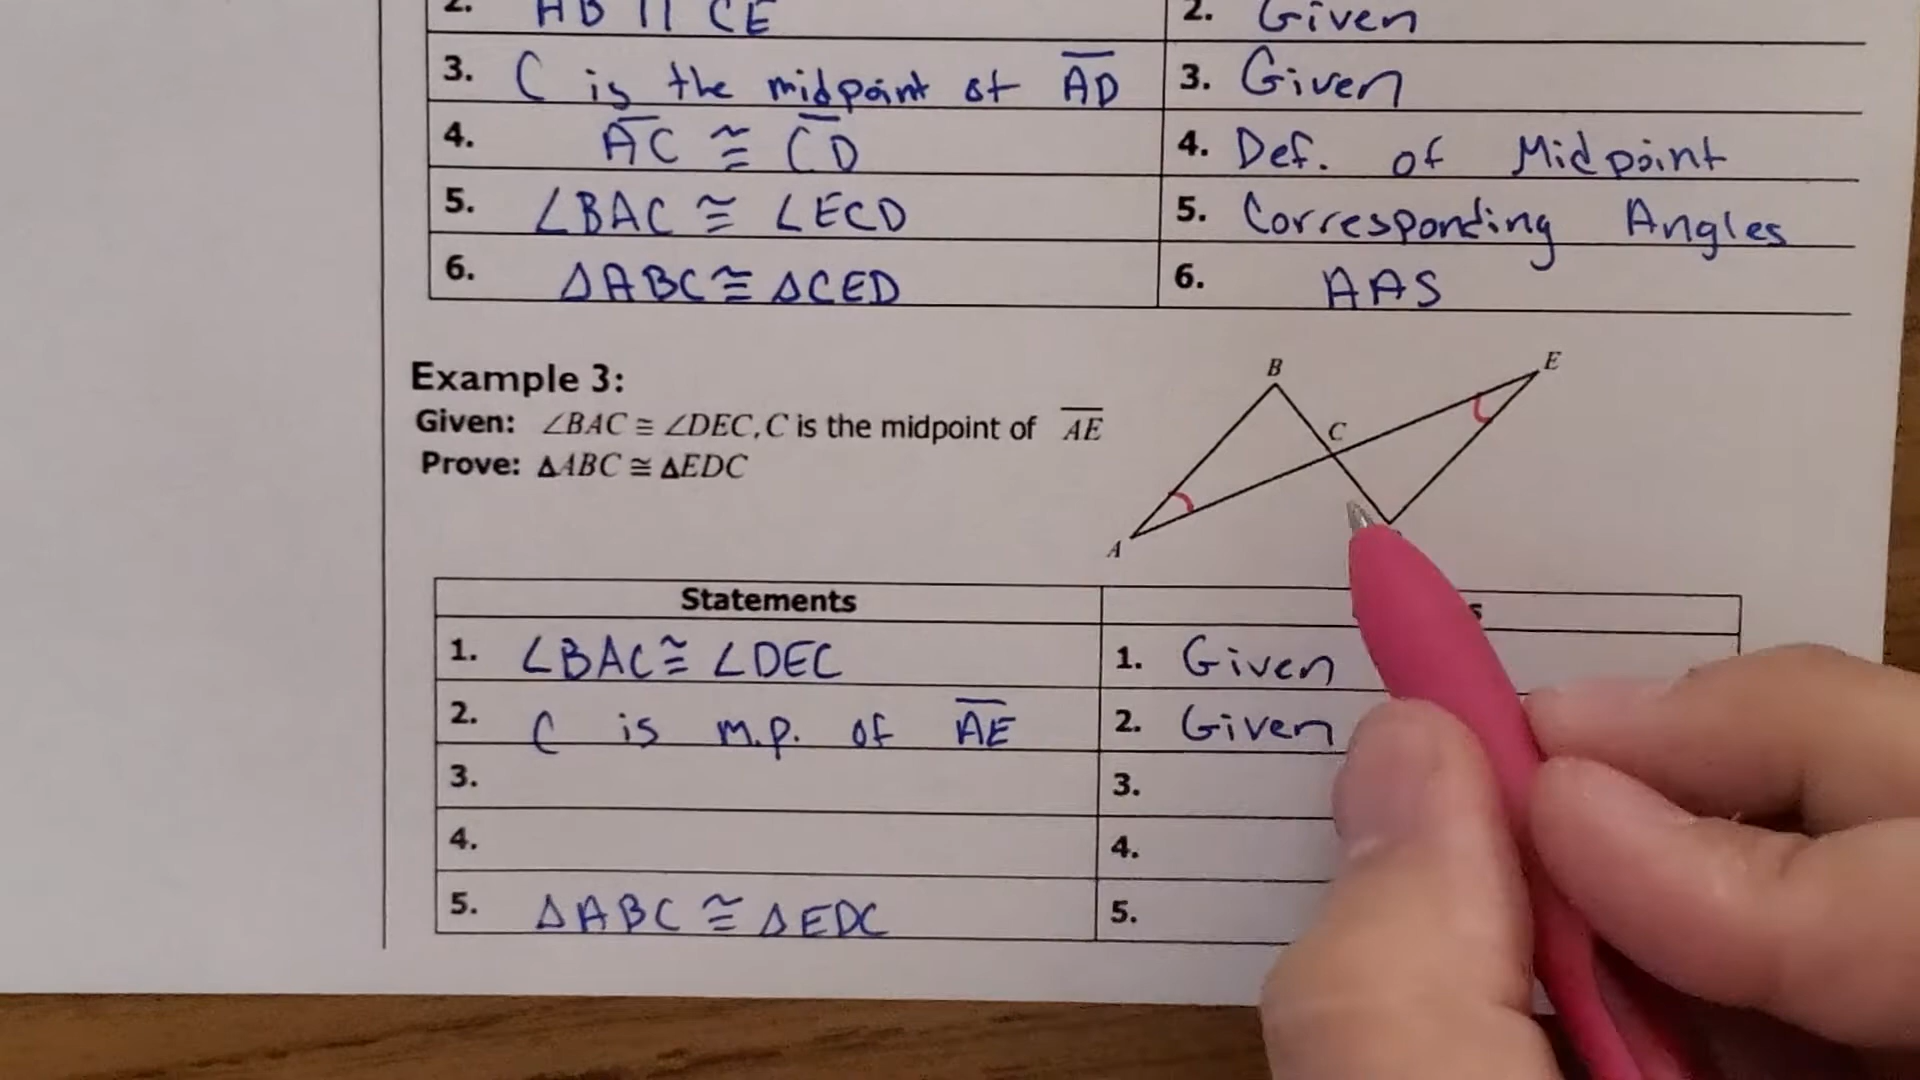 2. AB || CE 2. Given
3. C is the midpoint of AD 3. Given
4. AC ≅ CD 4. Def. of Midpoint
5. ∠BAC ≅ ∠ECD 5. Corresponding Angles
6. ΔABC ≅ ΔCED 6. AAS
Example 3:
Given: ∠BAC ≅ ∠DEC, C is the midpoint of AE
Prove: ΔABC ≅ ΔEDC
B
E
C
A
Statements
1. ∠BAC ≅ ∠DEC 1. Given
2. C is m.p. of AE 2. Given
3. 3.
4. 4.
5. ΔABC ≅ ΔEDC 5.